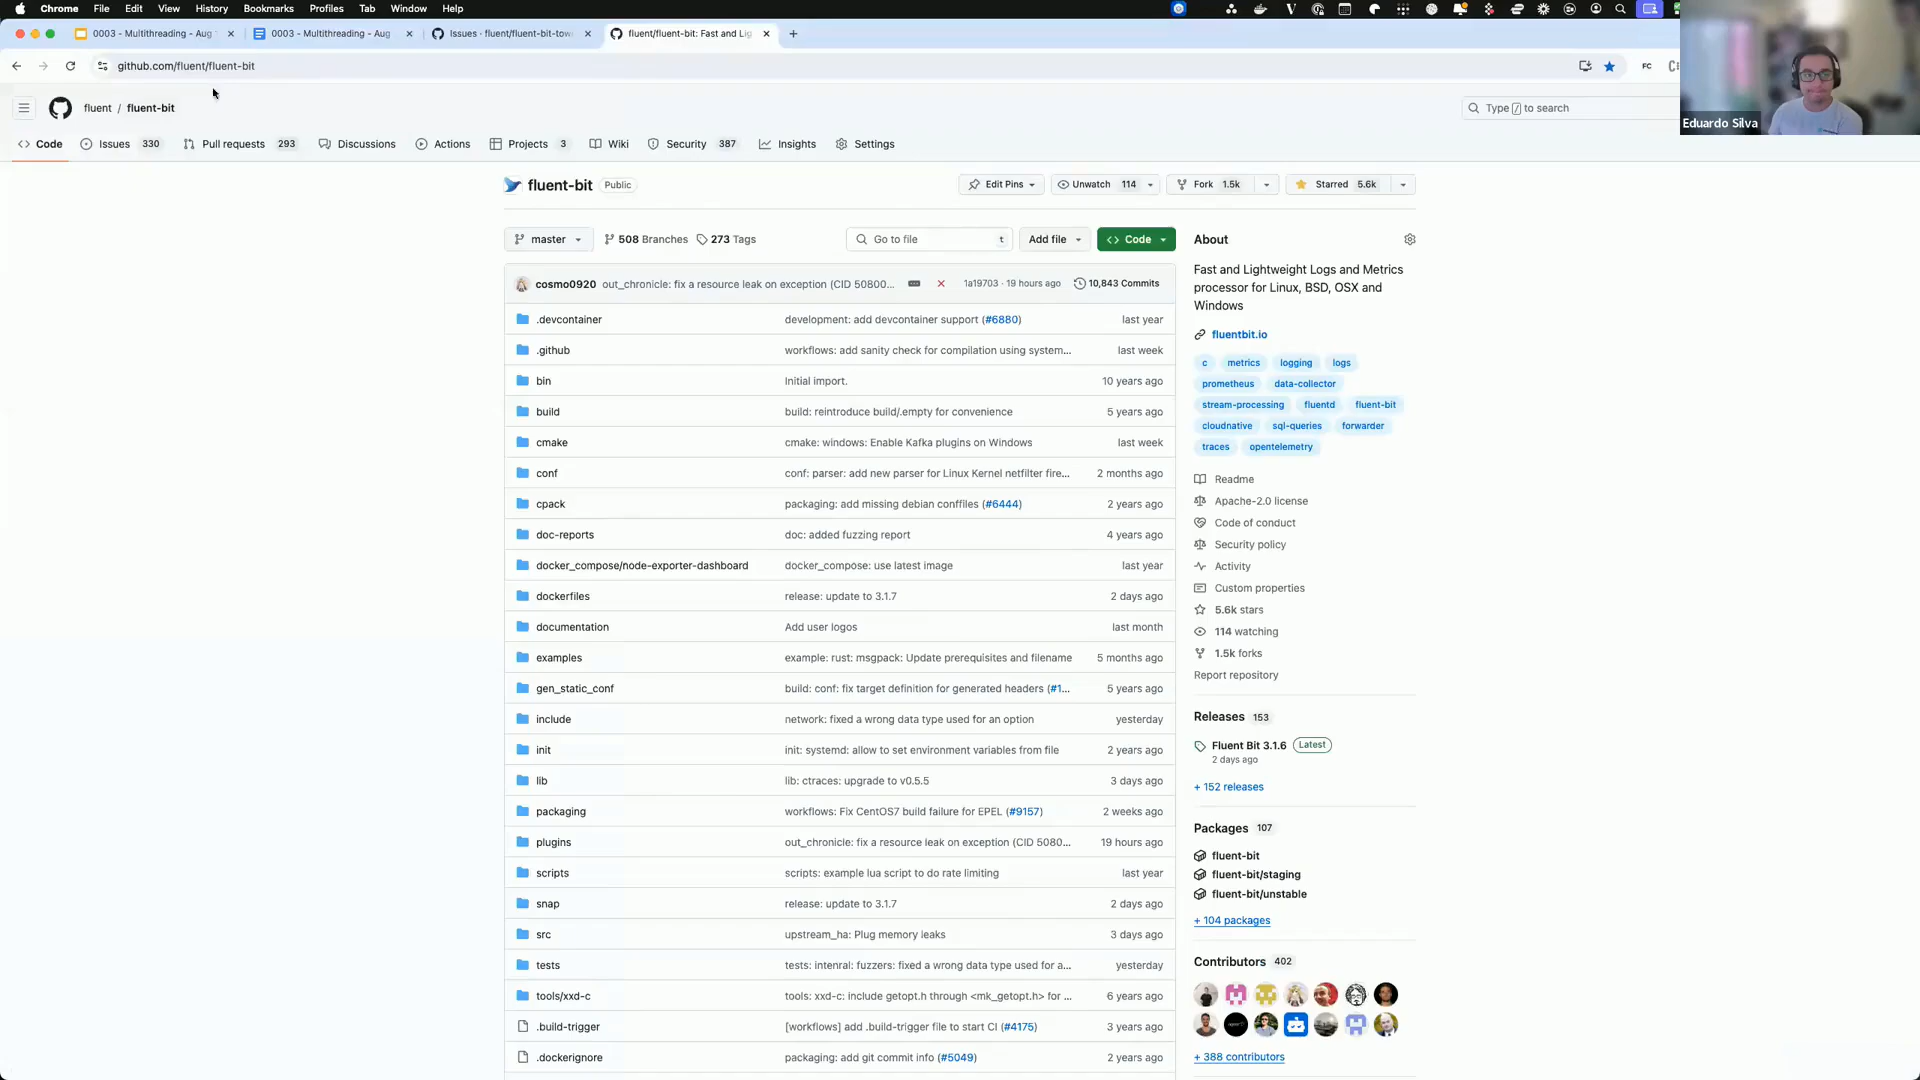 Chrome File Edit View History Bookmarks Profiles Tab Window Help
0003 - Multithreading - Aug
0003 - Multithreading - Aug
Issues · fluent/fluent-bit-tow
fluent/fluent-bit: Fast and Lig
github.com/fluent/fluent-bit
FC
Eduardo Silva
fluent / fluent-bit
Type / to search
Code
Issues 330
Pull requests 293
Discussions
Actions
Projects 3
Wiki
Security 387
Insights
Settings
fluent-bit Public
Edit Pins
Unwatch 114
Fork 1.5k
Starred 5.6k
master
508 Branches
273 Tags
Go to file t
Add file
Code
cosmo0920 out_chronicle: fix a resource leak on exception (CID 50800... 1a19703 · 19 hours ago 10,843 Commits
.devcontainer development: add devcontainer support (#6880) last year
.github workflows: add sanity check for compilation using system... last week
bin Initial import. 10 years ago
build build: reintroduce build/.empty for convenience 5 years ago
cmake cmake: windows: Enable Kafka plugins on Windows last week
conf conf: parser: add new parser for Linux Kernel netfilter fire... 2 months ago
cpack packaging: add missing debian conffiles (#6444) 2 years ago
doc-reports doc: added fuzzing report 4 years ago
docker_compose/node-exporter-dashboard docker_compose: use latest image last year
dockerfiles release: update to 3.1.7 2 days ago
documentation Add user logos last month
examples example: rust: msgpack: Update prerequisites and filename 5 months ago
gen_static_conf build: conf: fix target definition for generated headers (#1... 5 years ago
include network: fixed a wrong data type used for an option yesterday
init init: systemd: allow to set environment variables from file 2 years ago
lib lib: ctraces: upgrade to v0.5.5 3 days ago
packaging workflows: Fix CentOS7 build failure for EPEL (#9157) 2 weeks ago
plugins out_chronicle: fix a resource leak on exception (CID 5080... 19 hours ago
scripts scripts: example lua script to do rate limiting last year
snap release: update to 3.1.7 2 days ago
src upstream_ha: Plug memory leaks 3 days ago
tests tests: intenral: fuzzers: fixed a wrong data type used for a... yesterday
tools/xxd-c tools: xxd-c: include getopt.h through <mk_getopt.h> for ... 6 years ago
.build-trigger [workflows] add .build-trigger file to start CI (#4175) 3 years ago
.dockerignore packaging: add git commit info (#5049) 2 years ago
About
Fast and Lightweight Logs and Metrics
processor for Linux, BSD, OSX and
Windows
fluentbit.io
c metrics logging logs
prometheus data-collector
stream-processing fluentd fluent-bit
cloudnative sql-queries forwarder
traces opentelemetry
Readme
Apache-2.0 license
Code of conduct
Security policy
Activity
Custom properties
5.6k stars
114 watching
1.5k forks
Report repository
Releases 153
Fluent Bit 3.1.6 Latest
2 days ago
+ 152 releases
Packages 107
fluent-bit
fluent-bit/staging
fluent-bit/unstable
+ 104 packages
Contributors 402
+ 388 contributors